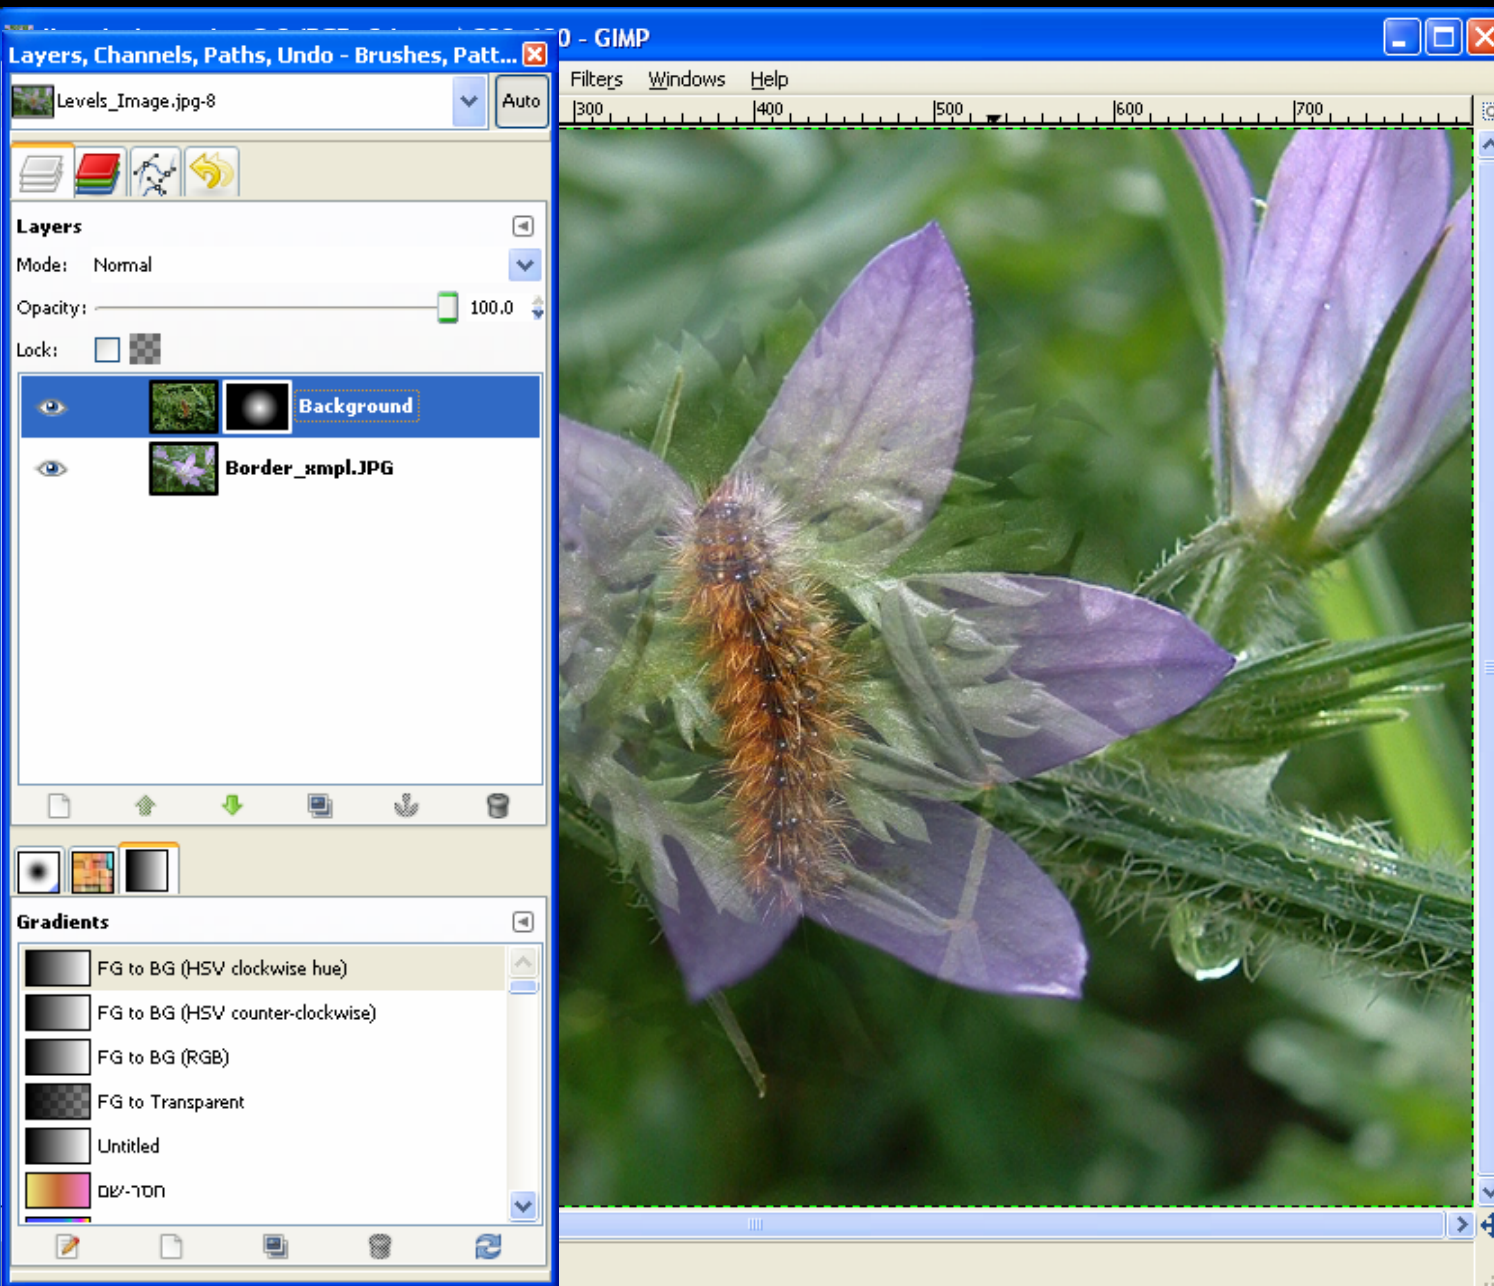 0 - GIMP
Layers, Channels, Paths, Undo - Brushes, Patt...
Filters Windows Help
Levels_Image.jpg-8
Auto
300 400 500 600 700
Layers
Mode: Normal
Opacity: 100.0
Lock:
Background
Border_xmpl.JPG
Gradients
FG to BG (HSV clockwise hue)
FG to BG (HSV counter-clockwise)
FG to BG (RGB)
FG to Transparent
Untitled
חסר-שם